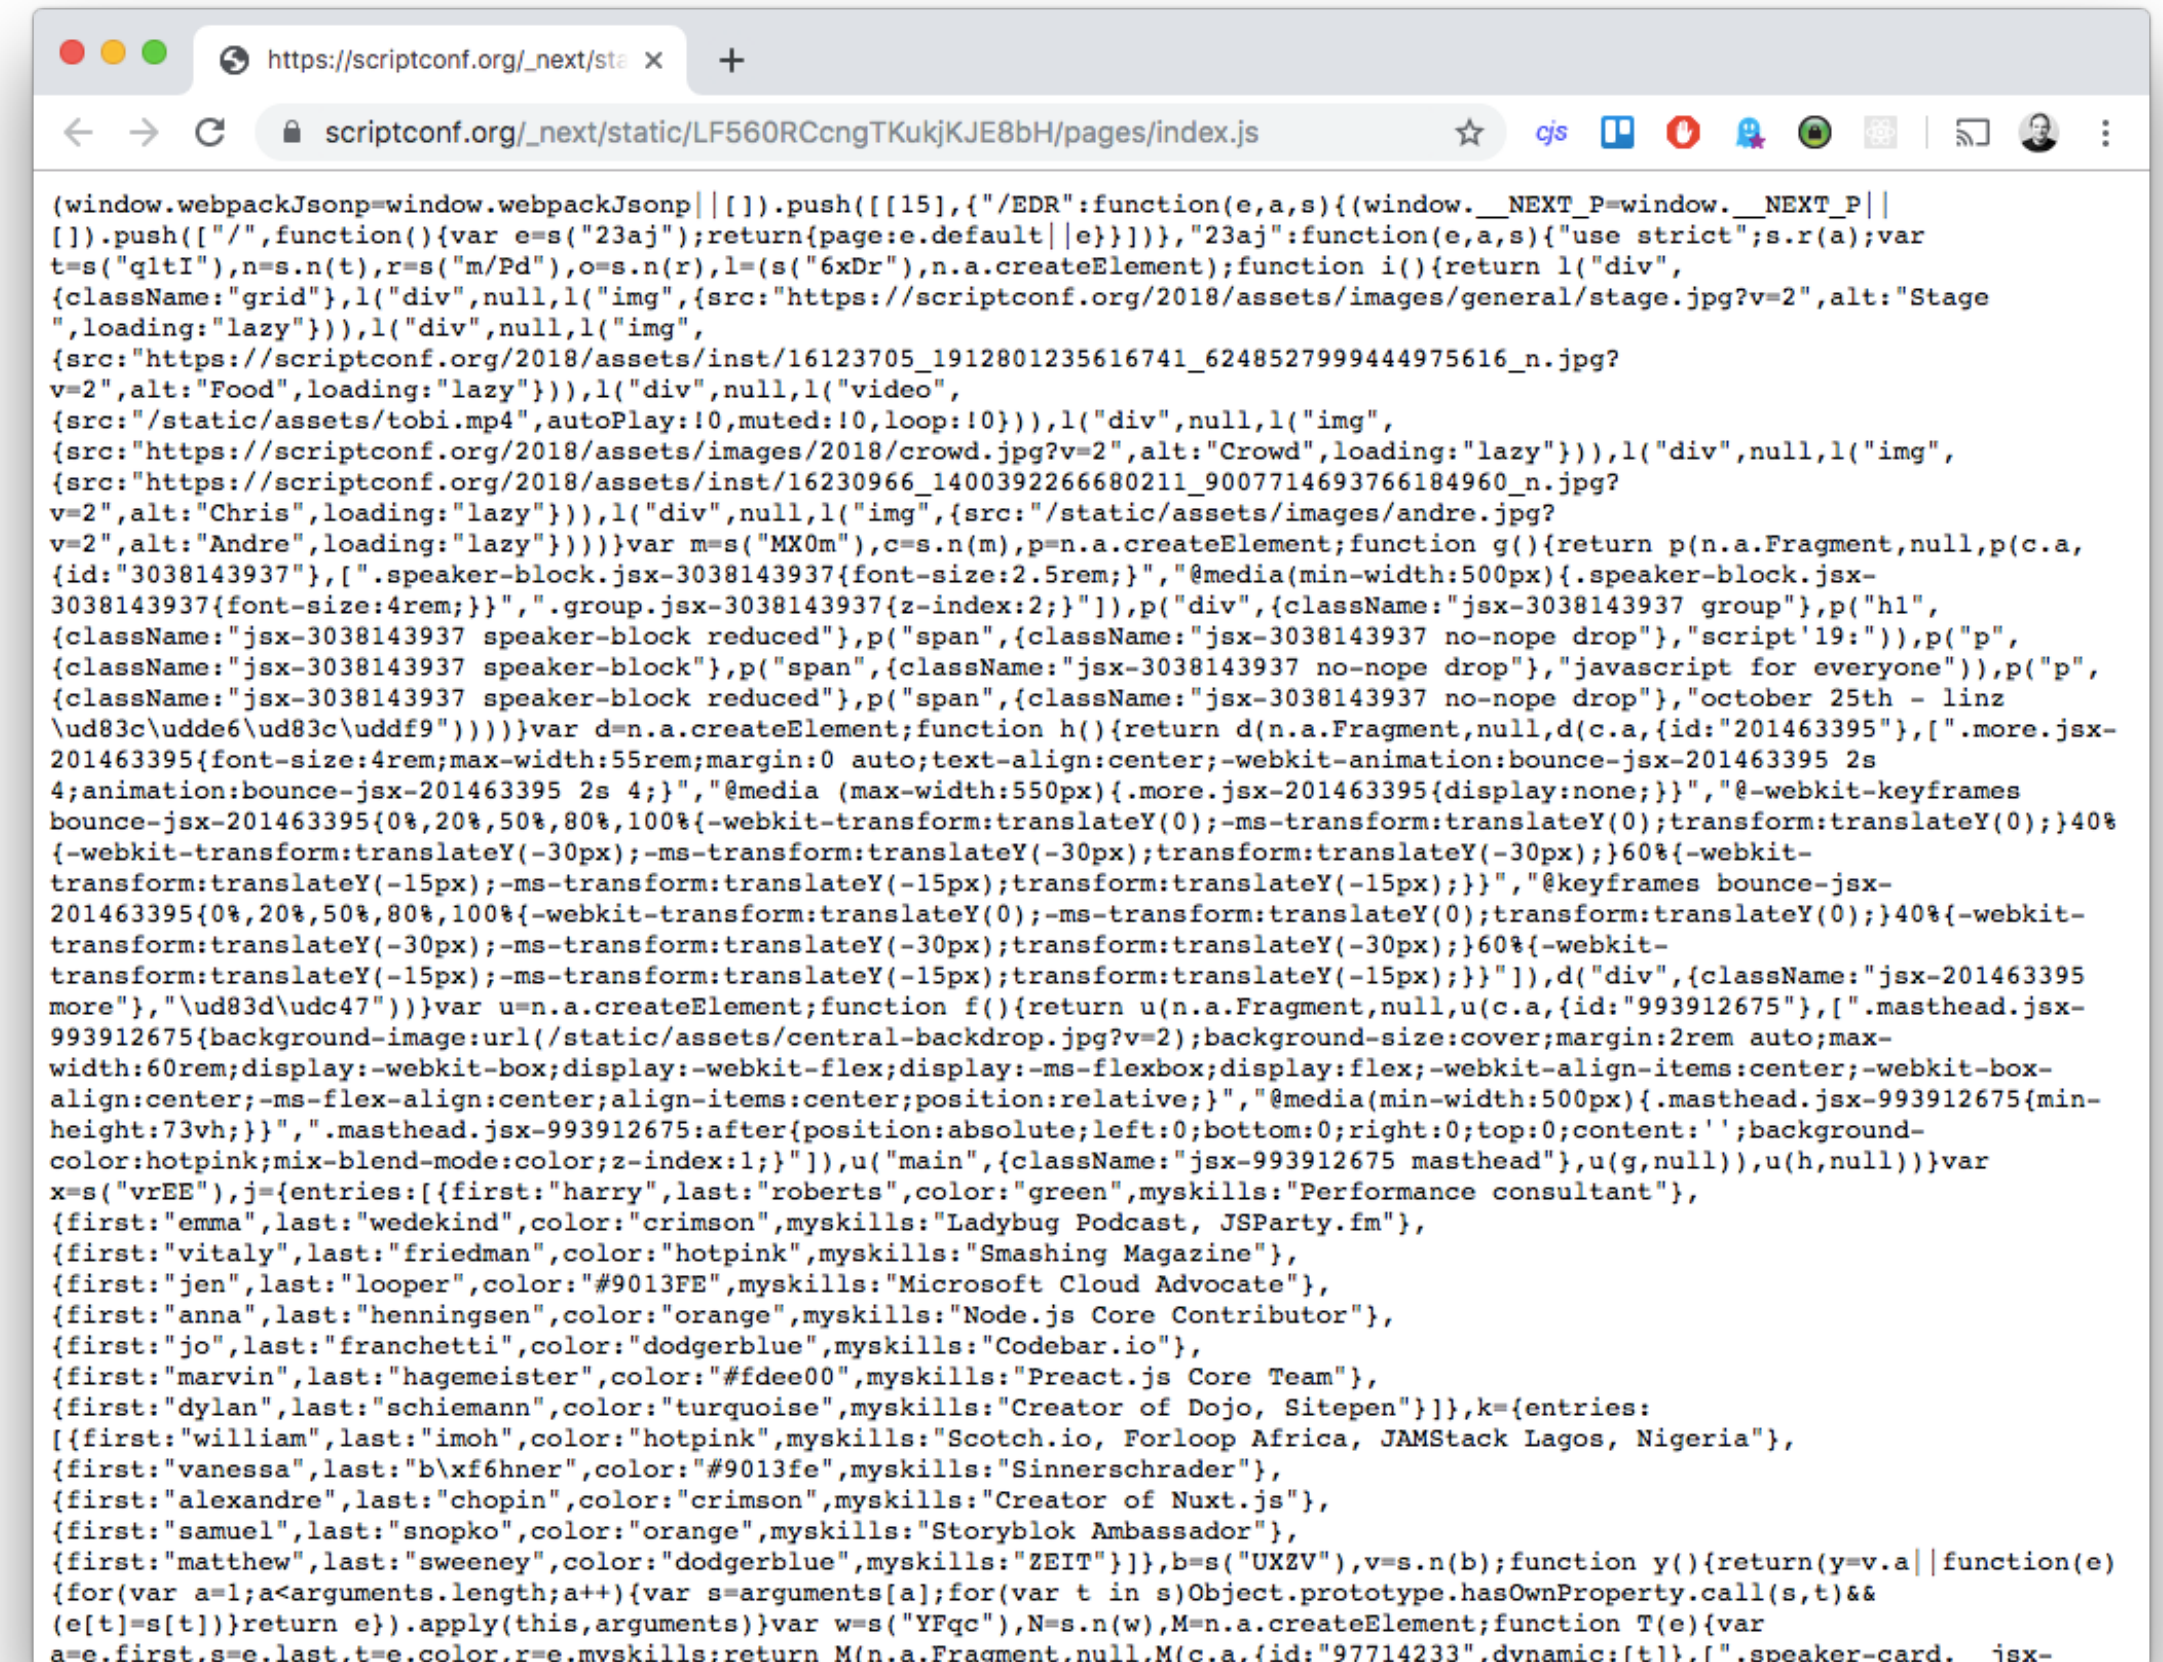 https://scriptconf.org/_next/sta
scriptconf.org/_next/static/LF560RCcngTKukjKJE8bH/pages/index.js
cjs
(window.webpackJsonp=window.webpackJsonp||[]).push([[15],{"/EDR":function(e,a,s){(window.__NEXT_P=window.__NEXT_P||
[]).push(["/",function(){var e=s("23aj");return{page:e.default||e}}])},"23aj":function(e,a,s){"use strict";s.r(a);var
t=s("q1tI"),n=s.n(t),r=s("m/Pd"),o=s.n(r),l=(s("6xDr"),n.a.createElement);function i(){return l("div",
{className:"grid"},l("div",null,l("img",{src:"https://scriptconf.org/2018/assets/images/general/stage.jpg?v=2",alt:"Stage
",loading:"lazy"})),l("div",null,l("img",
{src:"https://scriptconf.org/2018/assets/inst/16123705_1912801235616741_6248527999444975616_n.jpg?
v=2",alt:"Food",loading:"lazy"})),l("div",null,l("video",
{src:"/static/assets/tobi.mp4",autoPlay:!0,muted:!0,loop:!0})),l("div",null,l("img",
{src:"https://scriptconf.org/2018/assets/images/2018/crowd.jpg?v=2",alt:"Crowd",loading:"lazy"})),l("div",null,l("img",
{src:"https://scriptconf.org/2018/assets/inst/16230966_1400392266680211_9007714693766184960_n.jpg?
v=2",alt:"Chris",loading:"lazy"})),l("div",null,l("img",{src:"/static/assets/images/andre.jpg?
v=2",alt:"Andre",loading:"lazy"})))}var m=s("MX0m"),c=s.n(m),p=n.a.createElement;function g(){return p(n.a.Fragment,null,p(c.a,
{id:"3038143937"},[".speaker-block.jsx-3038143937{font-size:2.5rem;}","@media(min-width:500px){.speaker-block.jsx-
3038143937{font-size:4rem;}}",".group.jsx-3038143937{z-index:2;}"]),p("div",{className:"jsx-3038143937 group"},p("h1",
{className:"jsx-3038143937 speaker-block reduced"},p("span",{className:"jsx-3038143937 no-nope drop"},"script'19:")),p("p",
{className:"jsx-3038143937 speaker-block"},p("span",{className:"jsx-3038143937 no-nope drop"},"javascript for everyone")),p("p",
{className:"jsx-3038143937 speaker-block reduced"},p("span",{className:"jsx-3038143937 no-nope drop"},"october 25th – linz
\ud83c\udde6\ud83c\uddf9"))))}var d=n.a.createElement;function h(){return d(n.a.Fragment,null,d(c.a,{id:"201463395"},[".more.jsx-
201463395{font-size:4rem;max-width:55rem;margin:0 auto;text-align:center;-webkit-animation:bounce-jsx-201463395 2s
4;animation:bounce-jsx-201463395 2s 4;}","@media (max-width:550px){.more.jsx-201463395{display:none;}}","@-webkit-keyframes
bounce-jsx-201463395{0%,20%,50%,80%,100%{-webkit-transform:translateY(0);-ms-transform:translateY(0);transform:translateY(0);}40%
{-webkit-transform:translateY(-30px);-ms-transform:translateY(-30px);transform:translateY(-30px);}60%{-webkit-
transform:translateY(-15px);-ms-transform:translateY(-15px);transform:translateY(-15px);}}","@keyframes bounce-jsx-
201463395{0%,20%,50%,80%,100%{-webkit-transform:translateY(0);-ms-transform:translateY(0);transform:translateY(0);}40%{-webkit-
transform:translateY(-30px);-ms-transform:translateY(-30px);transform:translateY(-30px);}60%{-webkit-
transform:translateY(-15px);-ms-transform:translateY(-15px);transform:translateY(-15px);}}"]),d("div",{className:"jsx-201463395
more"},"\ud83d\udc47"))}var u=n.a.createElement;function f(){return u(n.a.Fragment,null,u(c.a,{id:"993912675"},[".masthead.jsx-
993912675{background-image:url(/static/assets/central-backdrop.jpg?v=2);background-size:cover;margin:2rem auto;max-
width:60rem;display:-webkit-box;display:-webkit-flex;display:-ms-flexbox;display:flex;-webkit-align-items:center;-webkit-box-
align:center;-ms-flex-align:center;align-items:center;position:relative;}","@media(min-width:500px){.masthead.jsx-993912675{min-
height:73vh;}}",".masthead.jsx-993912675:after{position:absolute;left:0;bottom:0;right:0;top:0;content:'';background-
color:hotpink;mix-blend-mode:color;z-index:1;}"]),u("main",{className:"jsx-993912675 masthead"},u(g,null)),u(h,null))}var
x=s("vrEE"),j={entries:[{first:"harry",last:"roberts",color:"green",myskills:"Performance consultant"},
{first:"emma",last:"wedekind",color:"crimson",myskills:"Ladybug Podcast, JSParty.fm"},
{first:"vitaly",last:"friedman",color:"hotpink",myskills:"Smashing Magazine"},
{first:"jen",last:"looper",color:"#9013FE",myskills:"Microsoft Cloud Advocate"},
{first:"anna",last:"henningsen",color:"orange",myskills:"Node.js Core Contributor"},
{first:"jo",last:"franchetti",color:"dodgerblue",myskills:"Codebar.io"},
{first:"marvin",last:"hagemeister",color:"#fdee00",myskills:"Preact.js Core Team"},
{first:"dylan",last:"schiemann",color:"turquoise",myskills:"Creator of Dojo, Sitepen"}]},k={entries:
[{first:"william",last:"imoh",color:"hotpink",myskills:"Scotch.io, Forloop Africa, JAMStack Lagos, Nigeria"},
{first:"vanessa",last:"b\xf6hner",color:"#9013fe",myskills:"Sinnerschrader"},
{first:"alexandre",last:"chopin",color:"crimson",myskills:"Creator of Nuxt.js"},
{first:"samuel",last:"snopko",color:"orange",myskills:"Storyblok Ambassador"},
{first:"matthew",last:"sweeney",color:"dodgerblue",myskills:"ZEIT"}]},b=s("UXZV"),v=s.n(b);function y(){return(y=v.a||function(e)
{for(var a=1;a<arguments.length;a++){var s=arguments[a];for(var t in s)Object.prototype.hasOwnProperty.call(s,t)&&
(e[t]=s[t])}return e}).apply(this,arguments)}var w=s("YFqc"),N=s.n(w),M=n.a.createElement;function T(e){var
a=e.first,s=e.last,t=e.color,r=e.myskills;return M(n.a.Fragment,null,M(c.a,{id:"97714233",dynamic:[t]},[".speaker-card.__jsx-